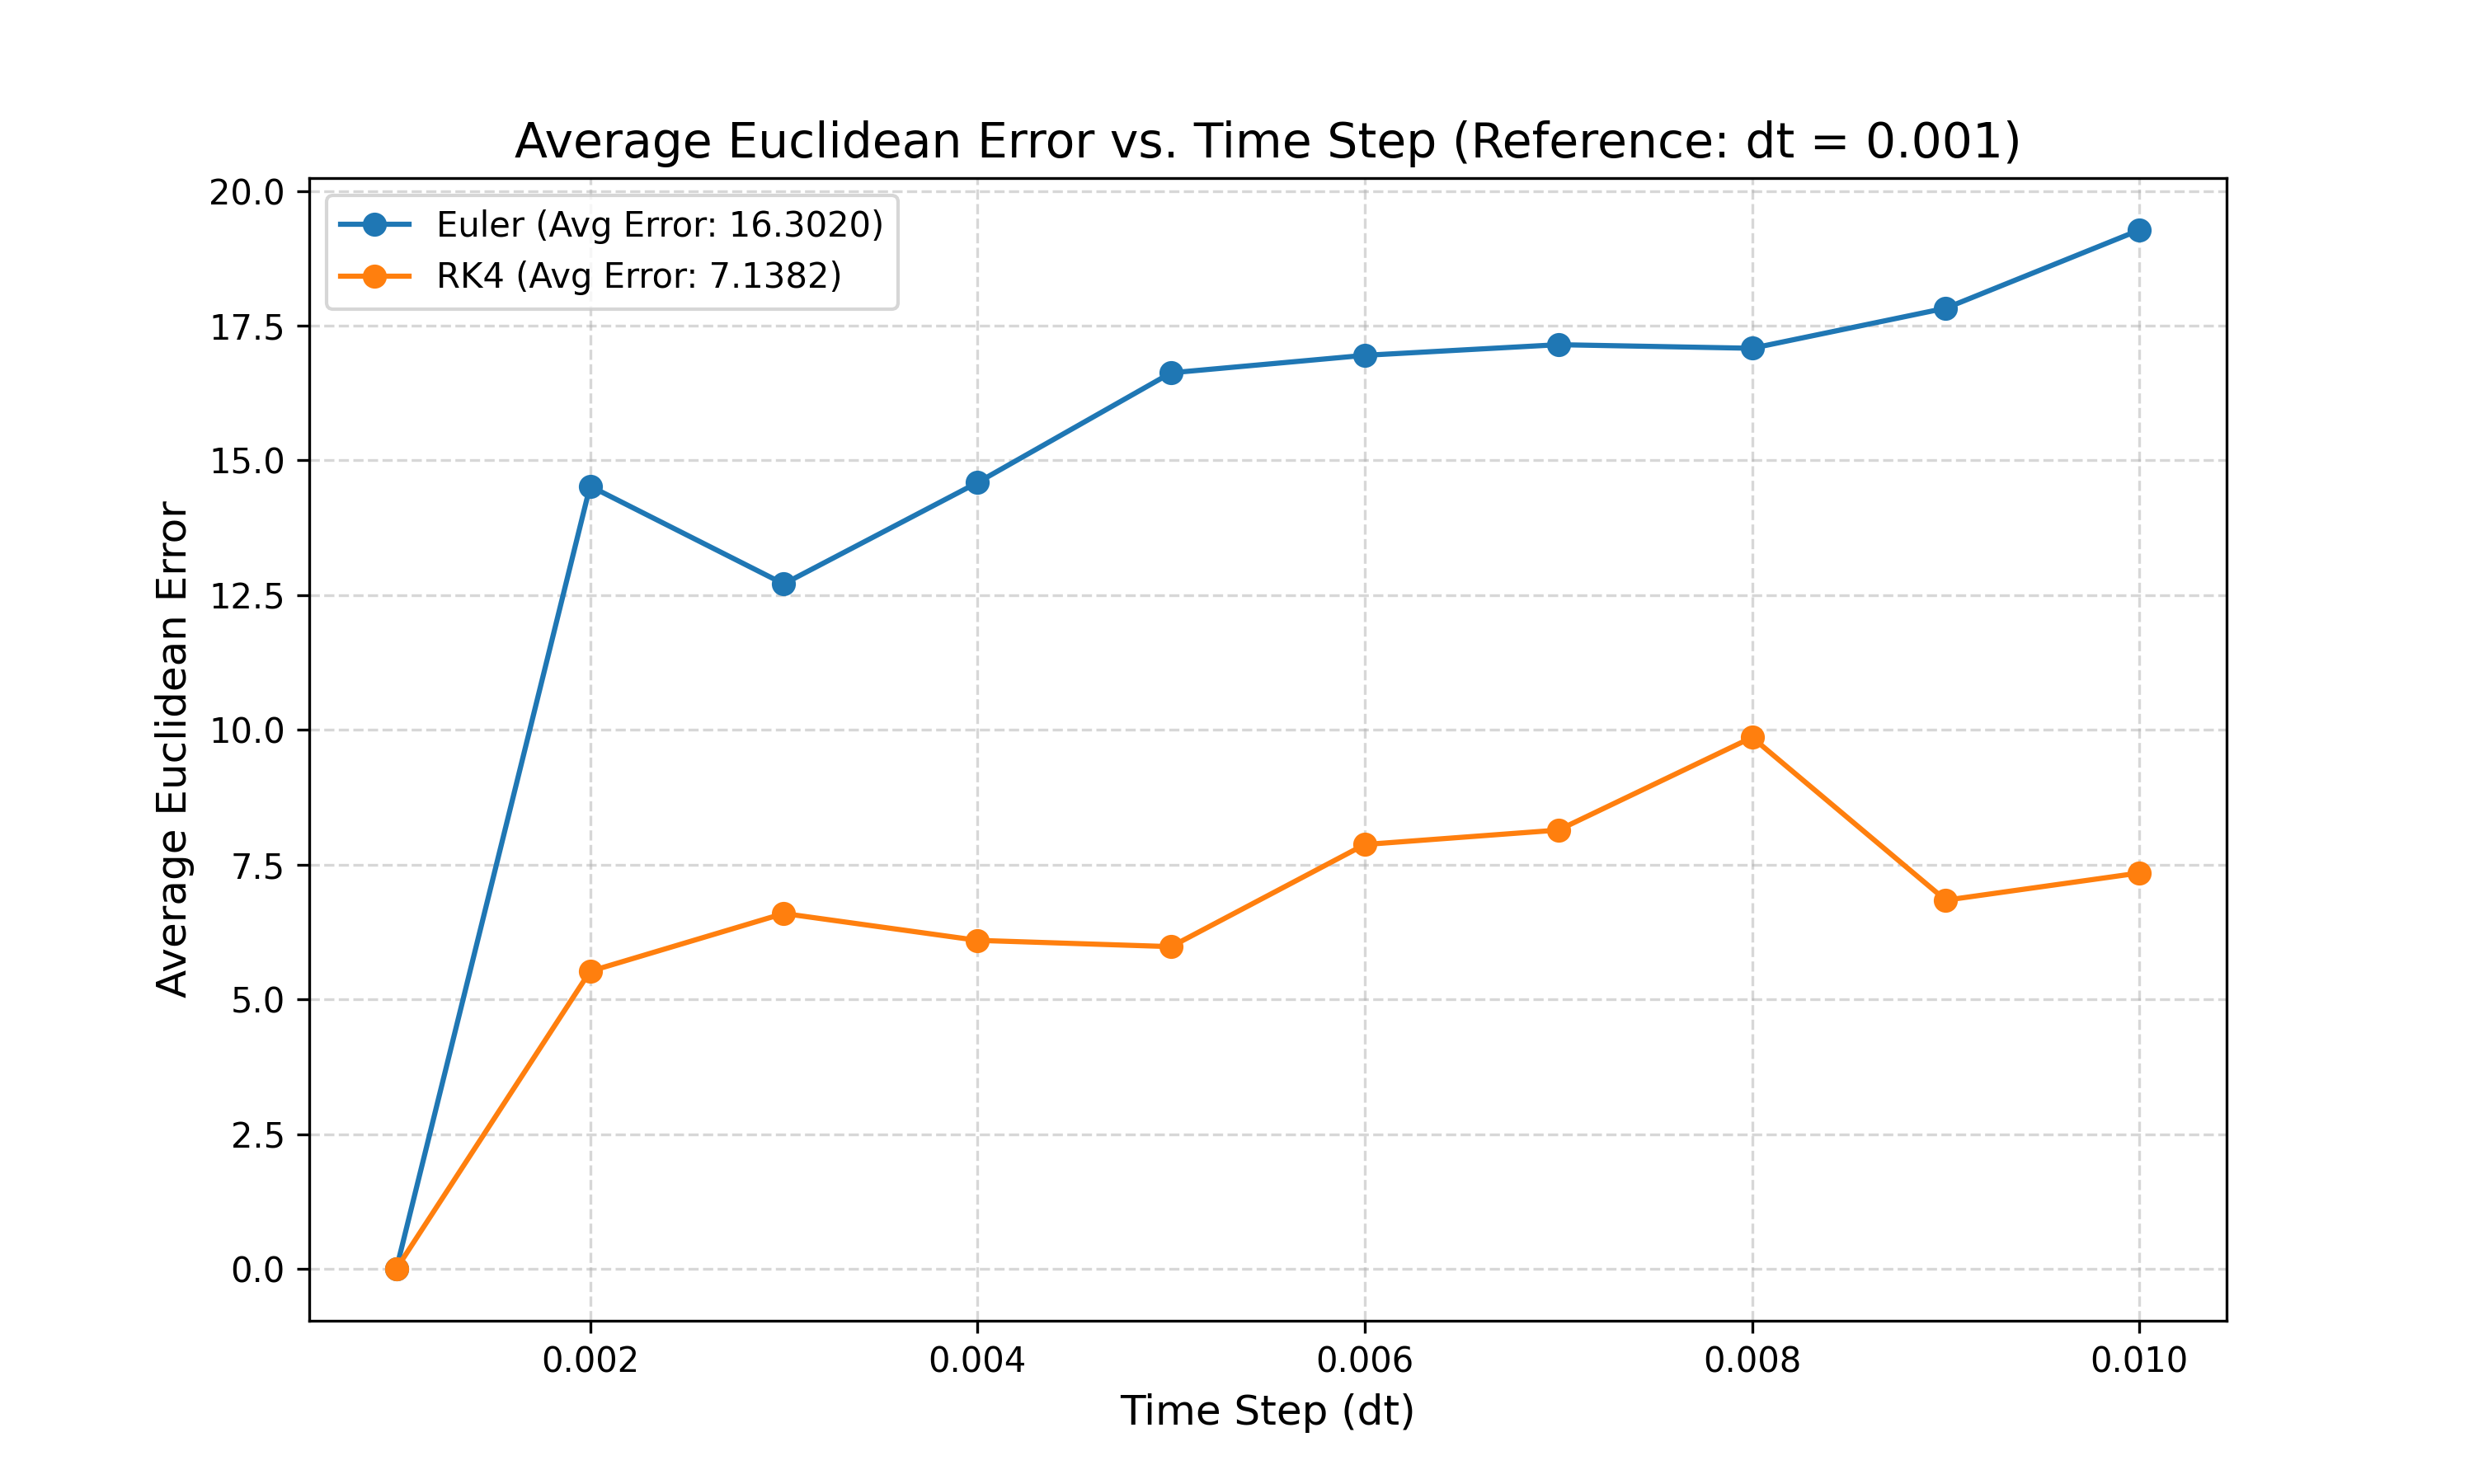 Average Euclidean Error vs. Time Step (Reference: dt = 0.001)
Euler (Avg Error: 16.3020)
RK4 (Avg Error: 7.1382)
Average Euclidean Error
20.0
17.5
15.0
12.5
10.0
7.5
5.0
2.5
0.0
0.002
0.004
0.006
0.008
0.010
Time Step (dt)